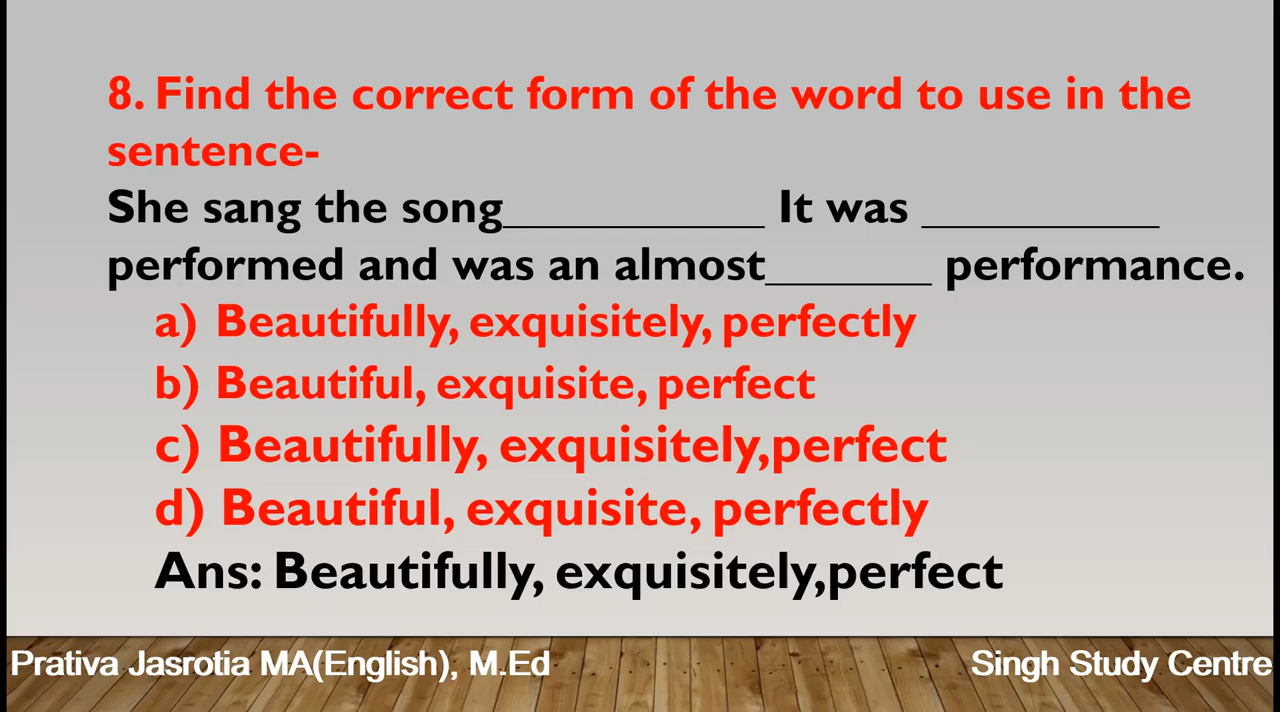 8. Find the correct form of the word to use in the
sentence-
She sang the song___________ It was __________
performed and was an almost_______ performance.
a) Beautifully, exquisitely, perfectly
b) Beautiful, exquisite, perfect
c) Beautifully, exquisitely,perfect
d) Beautiful, exquisite, perfectly
Ans: Beautifully, exquisitely,perfect
Prativa Jasrotia MA(English), M.Ed
Singh Study Centre